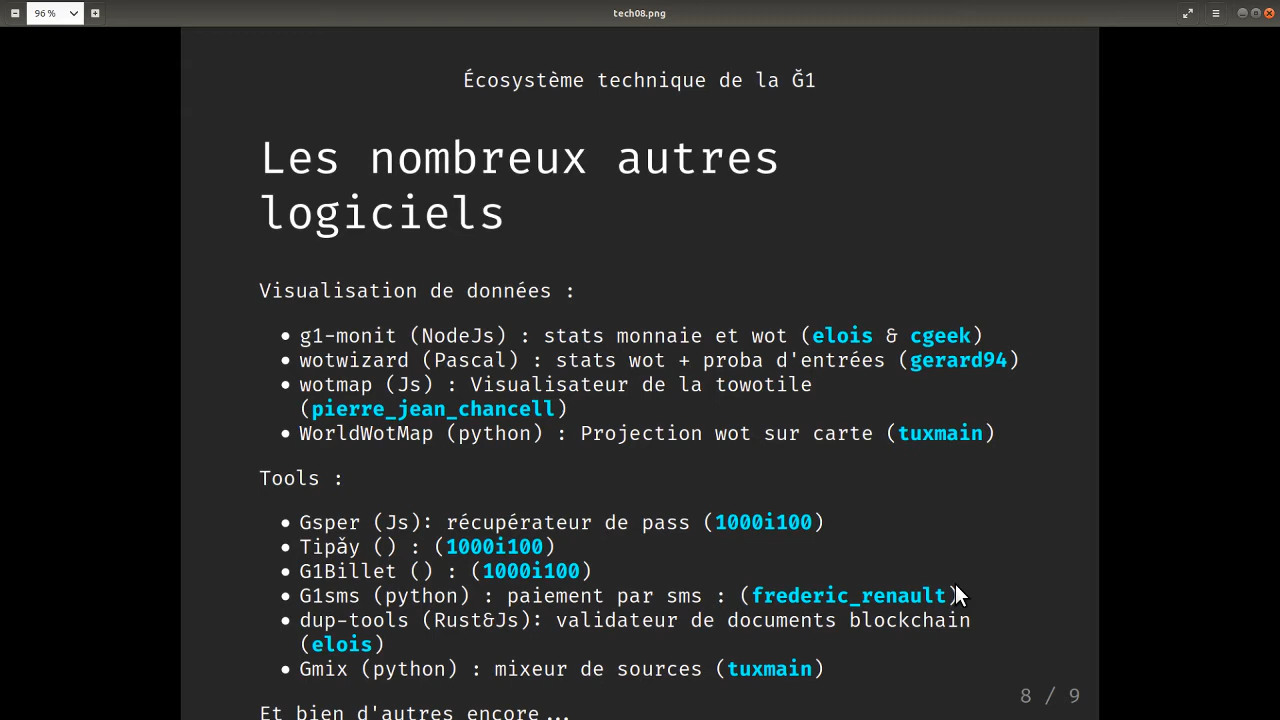 96 %
tech08.png
Écosystème technique de la Ğ1
Les nombreux autres
logiciels
Visualisation de données :
• g1-monit (NodeJs) : stats monnaie et wot (elois & cgeek)
• wotwizard (Pascal) : stats wot + proba d'entrées (gerard94)
• wotmap (Js) : Visualisateur de la towotile
(pierre_jean_chancell)
• WorldWotMap (python) : Projection wot sur carte (tuxmain)
Tools :
• Gsper (Js): récupérateur de pass (1000i100)
• Tipăy () : (1000i100)
• G1Billet () : (1000i100)
• G1sms (python) : paiement par sms : (frederic_renault)
• dup-tools (Rust&Js): validateur de documents blockchain
(elois)
• Gmix (python) : mixeur de sources (tuxmain)
8 / 9
Et bien d'autres encore...